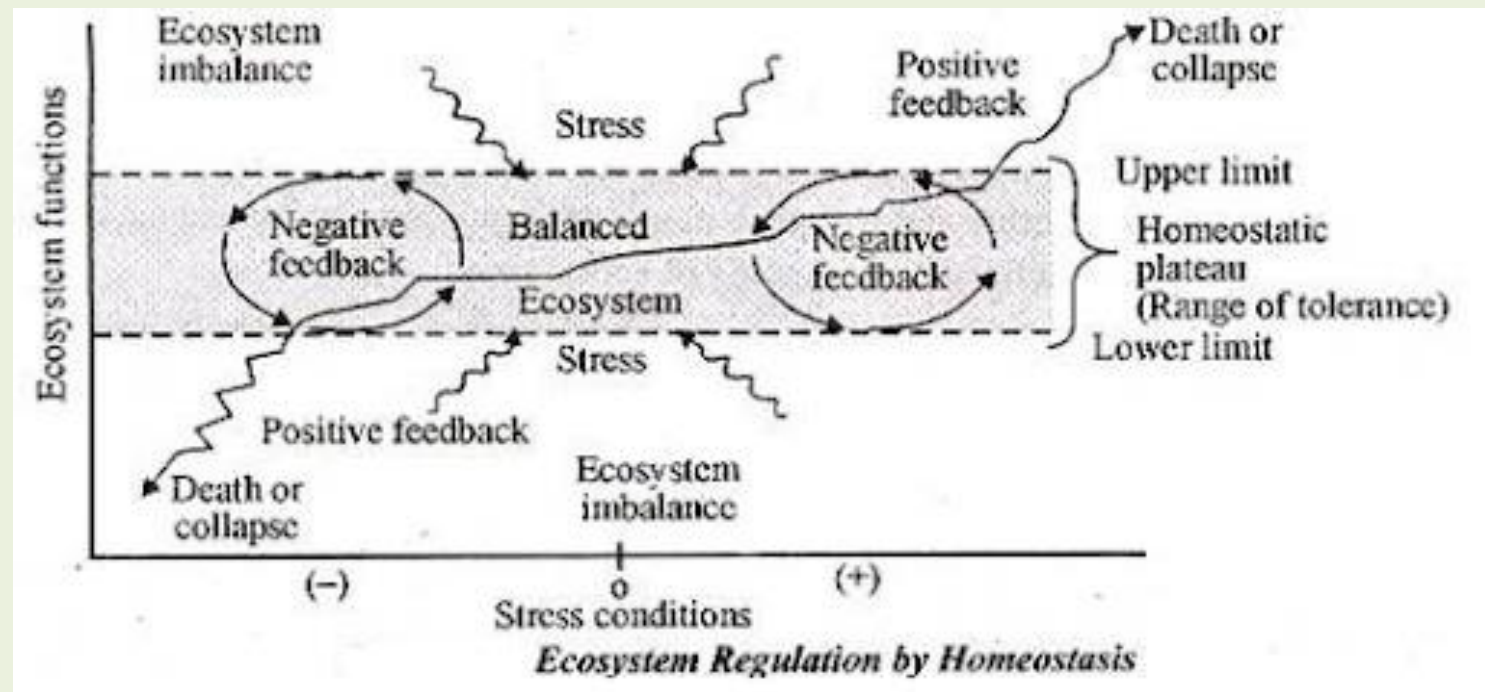 Ecosystem
imbalance
Stress
Positive
feedback
Death or
collapse
Ecosystem functions
Upper limit
Negative
feedback
Balanced
Negative
feedback
Homeostatic
plateau
(Range of tolerance)
Ecosystem
Lower limit
Stress
Positive feedback
Death or
collapse
Ecosystem
imbalance
(−)
o
(+)
Stress conditions
Ecosystem Regulation by Homeostasis